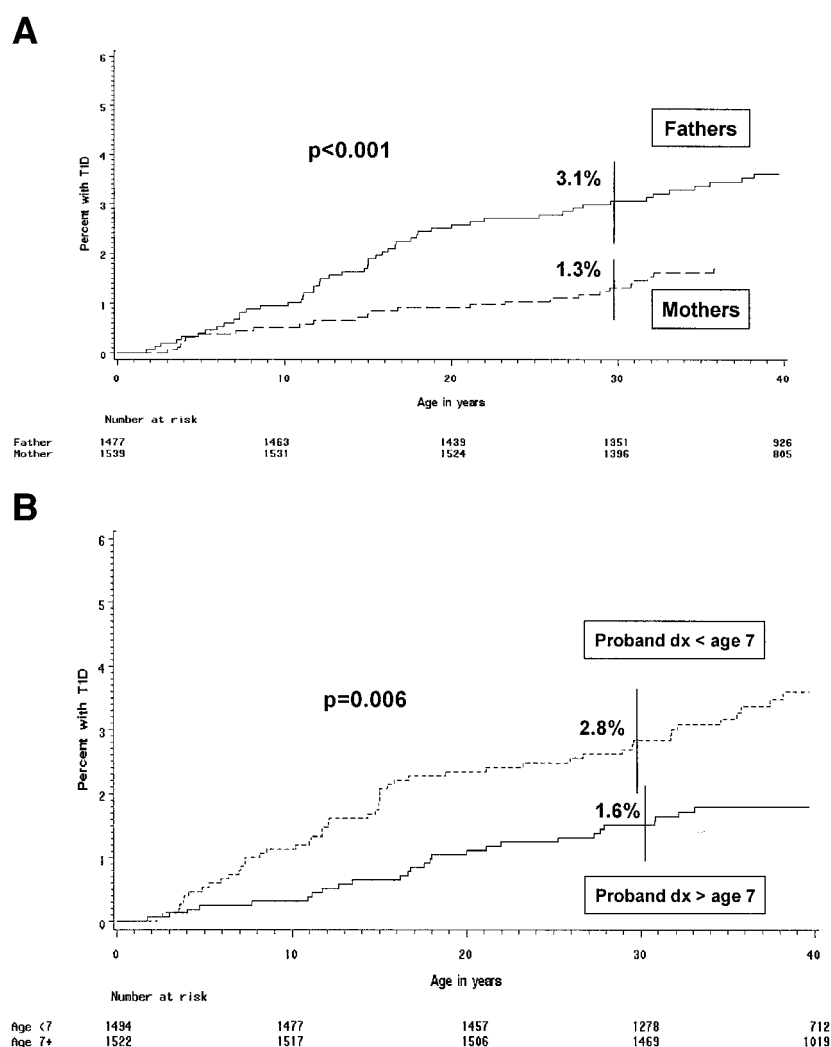 A
6
5
4
3
2
1
0
Percent with T1D
p<0.001
Fathers
3.1%
1.3%
Mothers
0 10 20 30 40
Age in years
Number at risk
Father 1477 1463 1439 1351 926
Mother 1539 1531 1524 1396 805
B
6
5
4
3
2
1
0
Percent with T1D
Proband dx < age 7
p=0.006
2.8%
1.6%
Proband dx > age 7
0 10 20 30 40
Age in years
Number at risk
Age <7 1494 1477 1457 1278 712
Age 7+ 1522 1517 1506 1469 1019